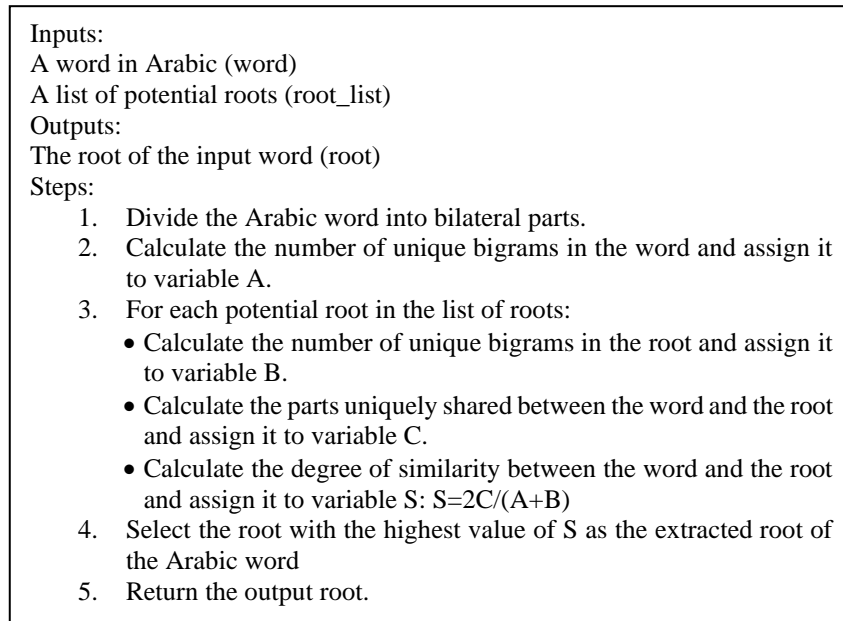 Inputs:
A word in Arabic (word)
A list of potential roots (root_list)
Outputs:
The root of the input word (root)
Steps:
1. Divide the Arabic word into bilateral parts.
2. Calculate the number of unique bigrams in the word and assign it
to variable A.
3. For each potential root in the list of roots:
• Calculate the number of unique bigrams in the root and assign it
to variable B.
• Calculate the parts uniquely shared between the word and the root
and assign it to variable C.
• Calculate the degree of similarity between the word and the root
and assign it to variable S: S=2C/(A+B)
4. Select the root with the highest value of S as the extracted root of
the Arabic word
5. Return the output root.